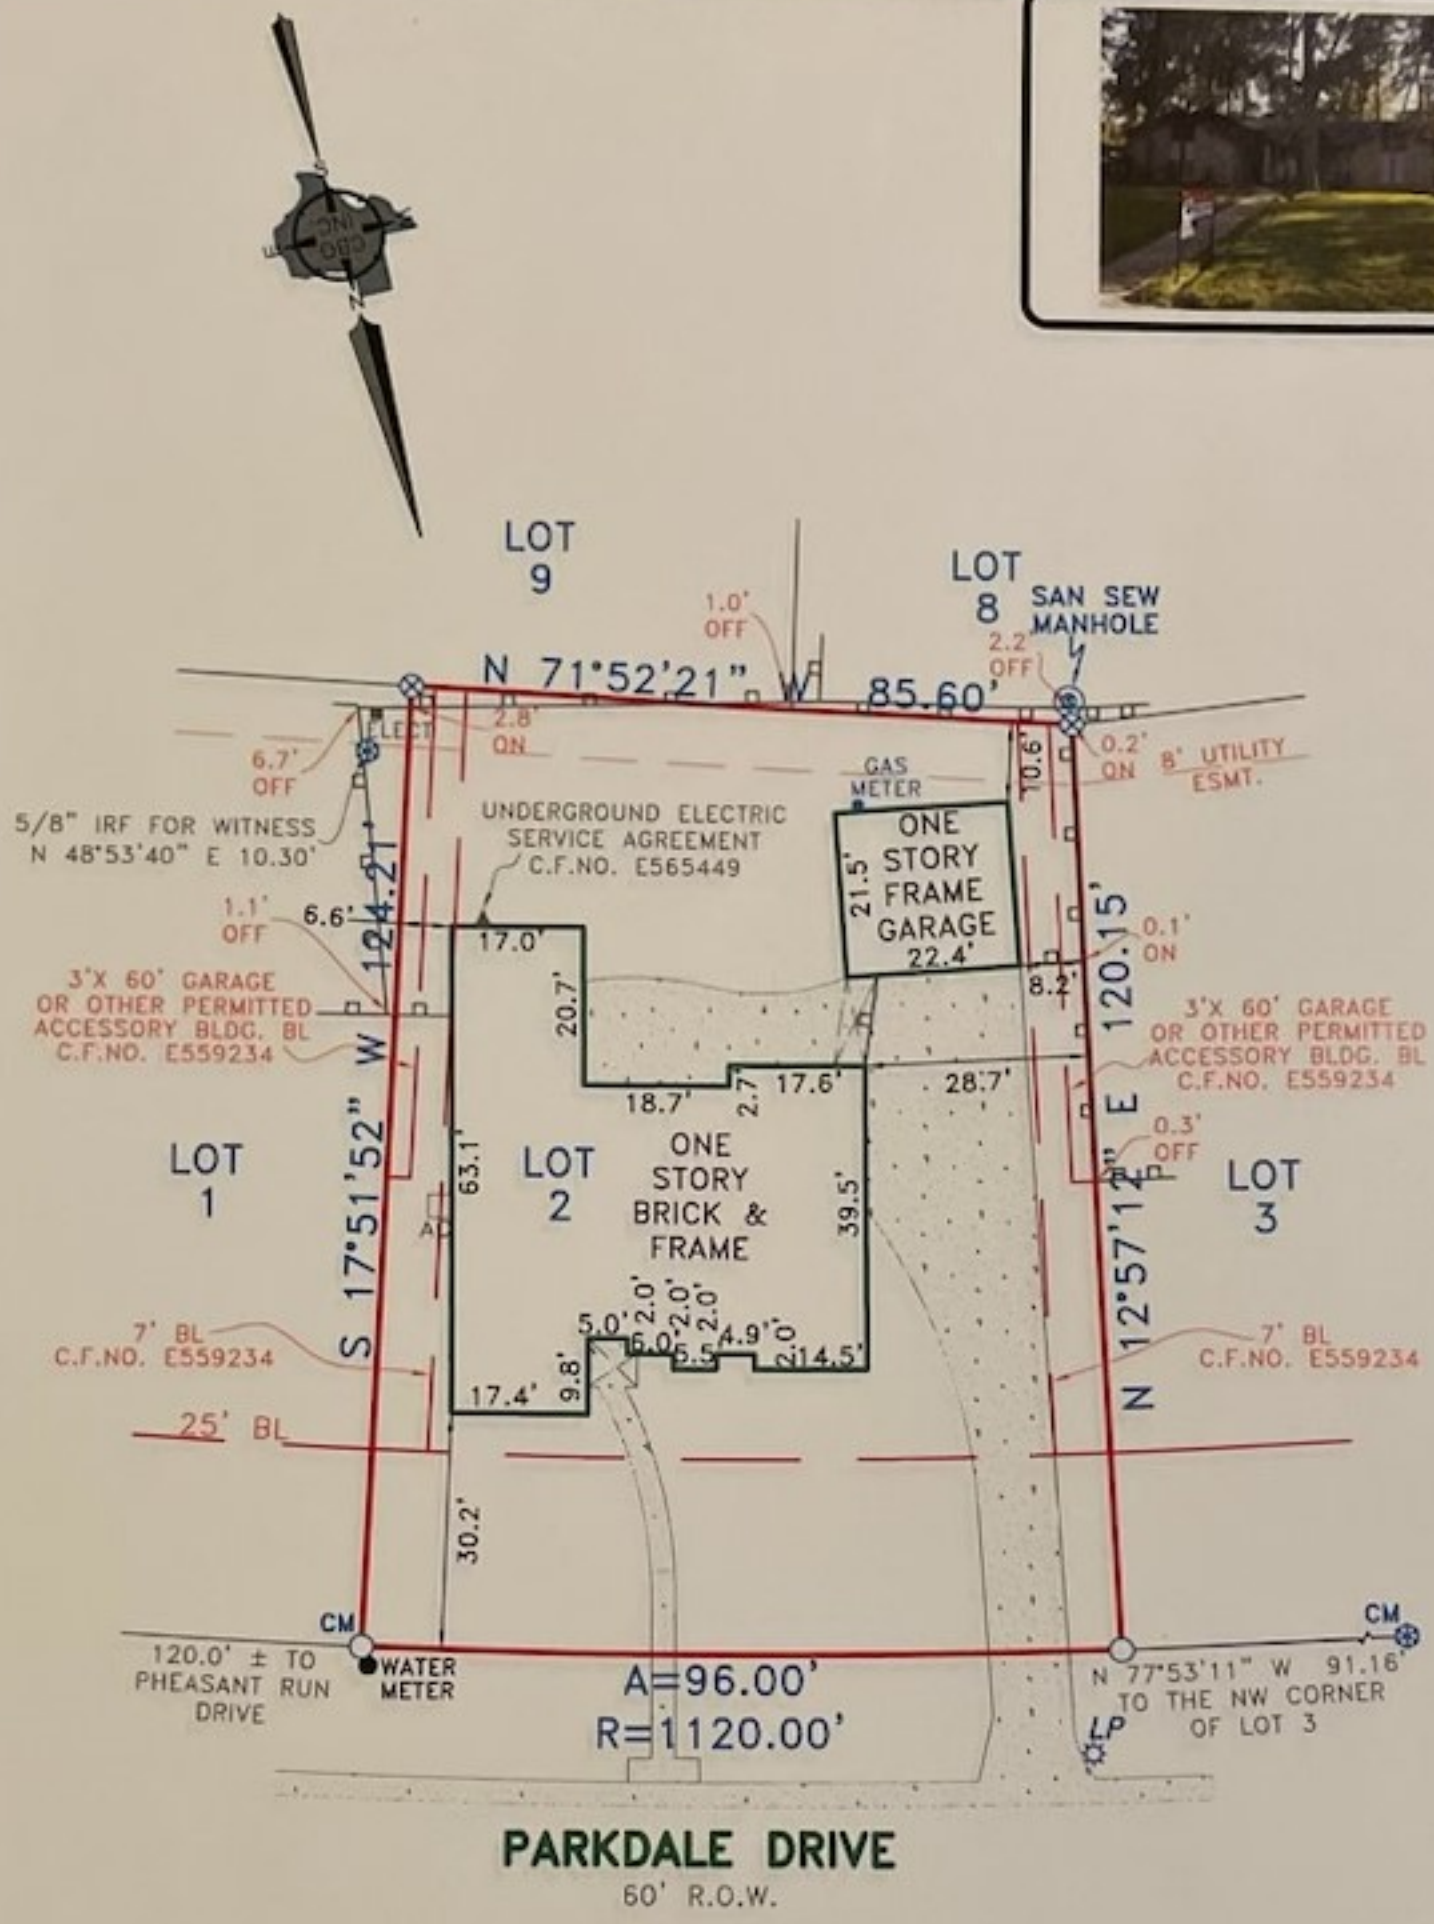 S
W
E
CBG
INC.
N
LOT
9
LOT
8
SAN SEW
MANHOLE
1.0'
OFF
2.2'
OFF
N 71°52'21" W 85.60'
ELECT
2.8'
ON
6.7'
OFF
10.6'
0.2'
ON
8' UTILITY
ESMT.
GAS
METER
5/8" IRF FOR WITNESS
N 48°53'40" E 10.30'
UNDERGROUND ELECTRIC
SERVICE AGREEMENT
C.F.NO. E565449
ONE
STORY
FRAME
GARAGE
21.5'
22.4'
1.1'
OFF
6.6'
17.0'
0.1'
ON
8.2'
3'X 60' GARAGE
OR OTHER PERMITTED
ACCESSORY BLDG. BL
C.F.NO. E559234
20.7'
3'X 60' GARAGE
OR OTHER PERMITTED
ACCESSORY BLDG. BL
C.F.NO. E559234
18.7'
2.7
17.6'
28.7'
S 17°51'52" W 124.21'
N 12°57'12" E 120.15'
0.3'
OFF
LOT
1
63.1'
LOT
2
ONE
STORY
BRICK &
FRAME
39.5'
LOT
3
AC
5.0'
2.0'
6.0'
2.0'
5.5'
2.0'
4.9'
2.0'
14.5'
7' BL
C.F.NO. E559234
7' BL
C.F.NO. E559234
17.4'
9.8'
25' BL
30.2'
CM
CM
120.0' ± TO
PHEASANT RUN
DRIVE
WATER
METER
A=96.00'
R=1120.00'
N 77°53'11" W 91.16'
TO THE NW CORNER
OF LOT 3
LP
PARKDALE DRIVE
60' R.O.W.